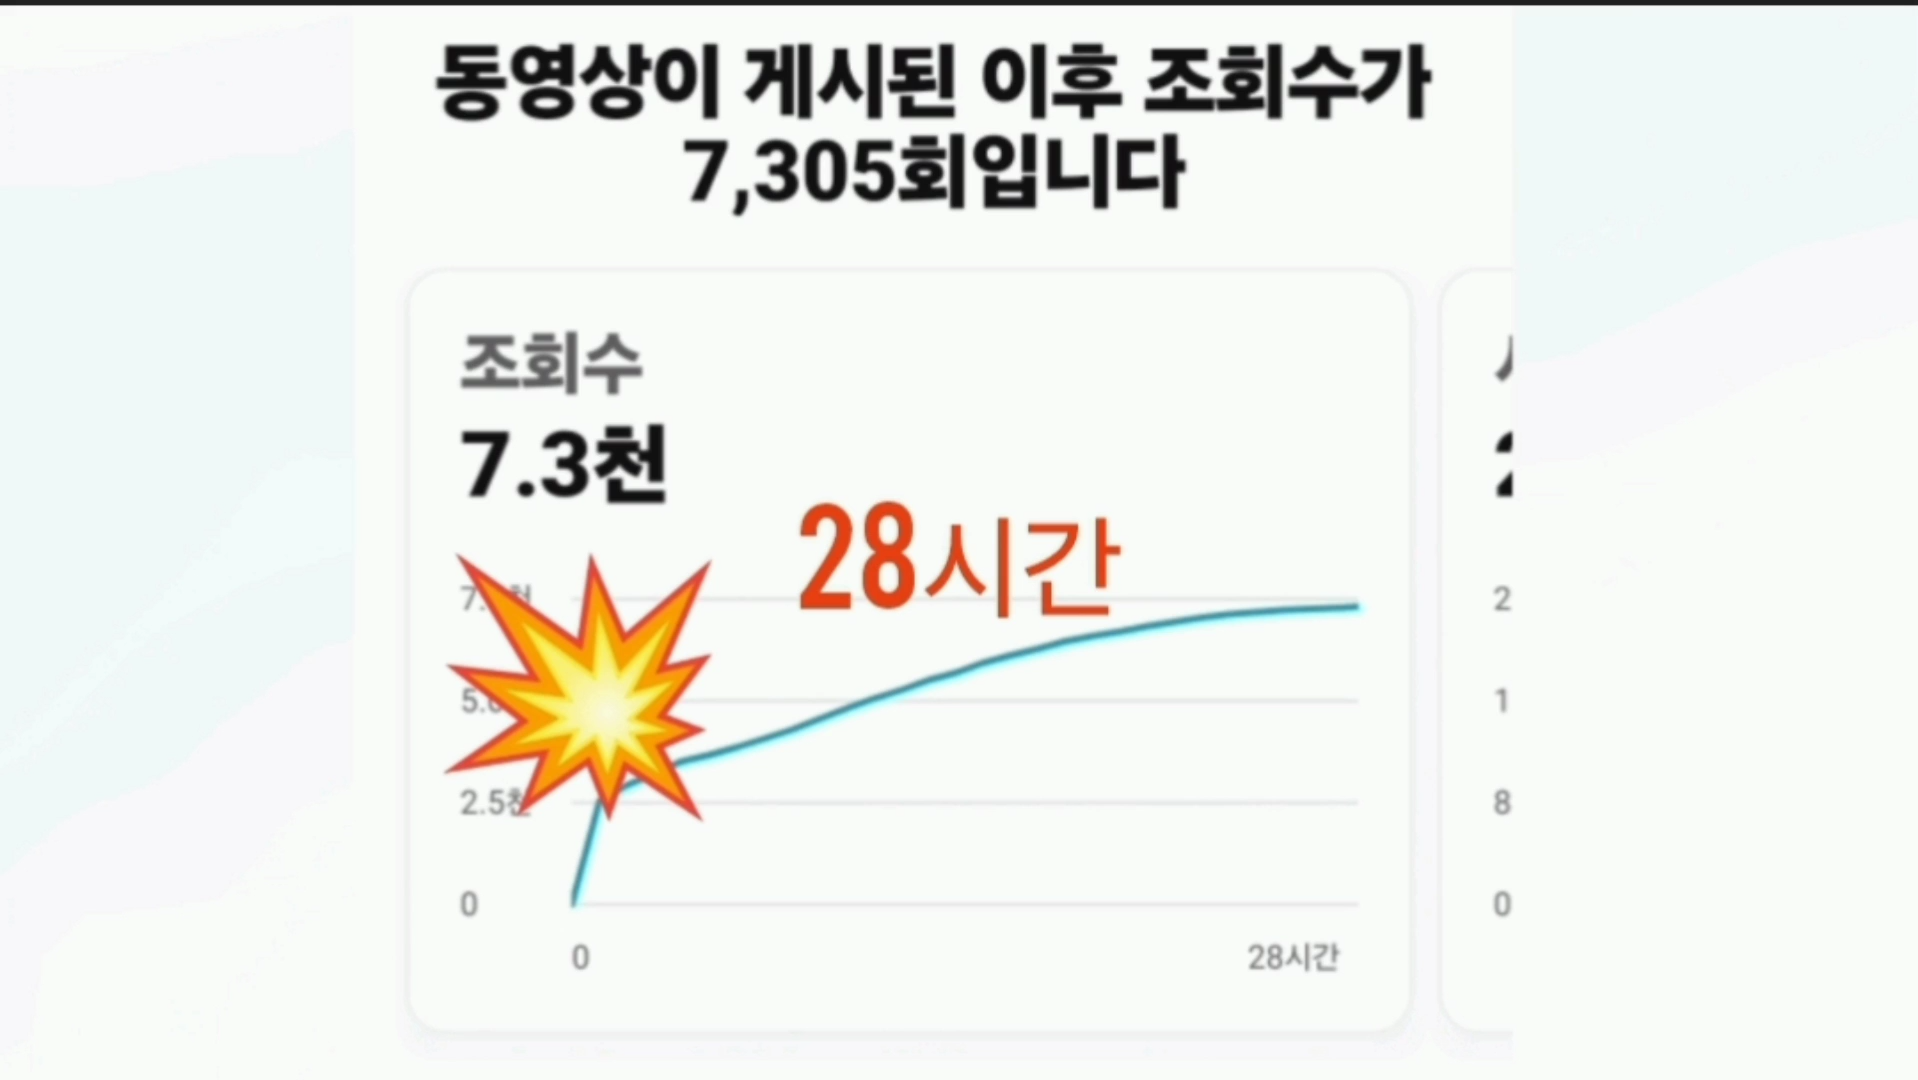 동영상이 게시된 이후 조회수가
7,305회입니다
조회수
7.3천
28시간
2.5천
0
0
28시간
2
1
8
0